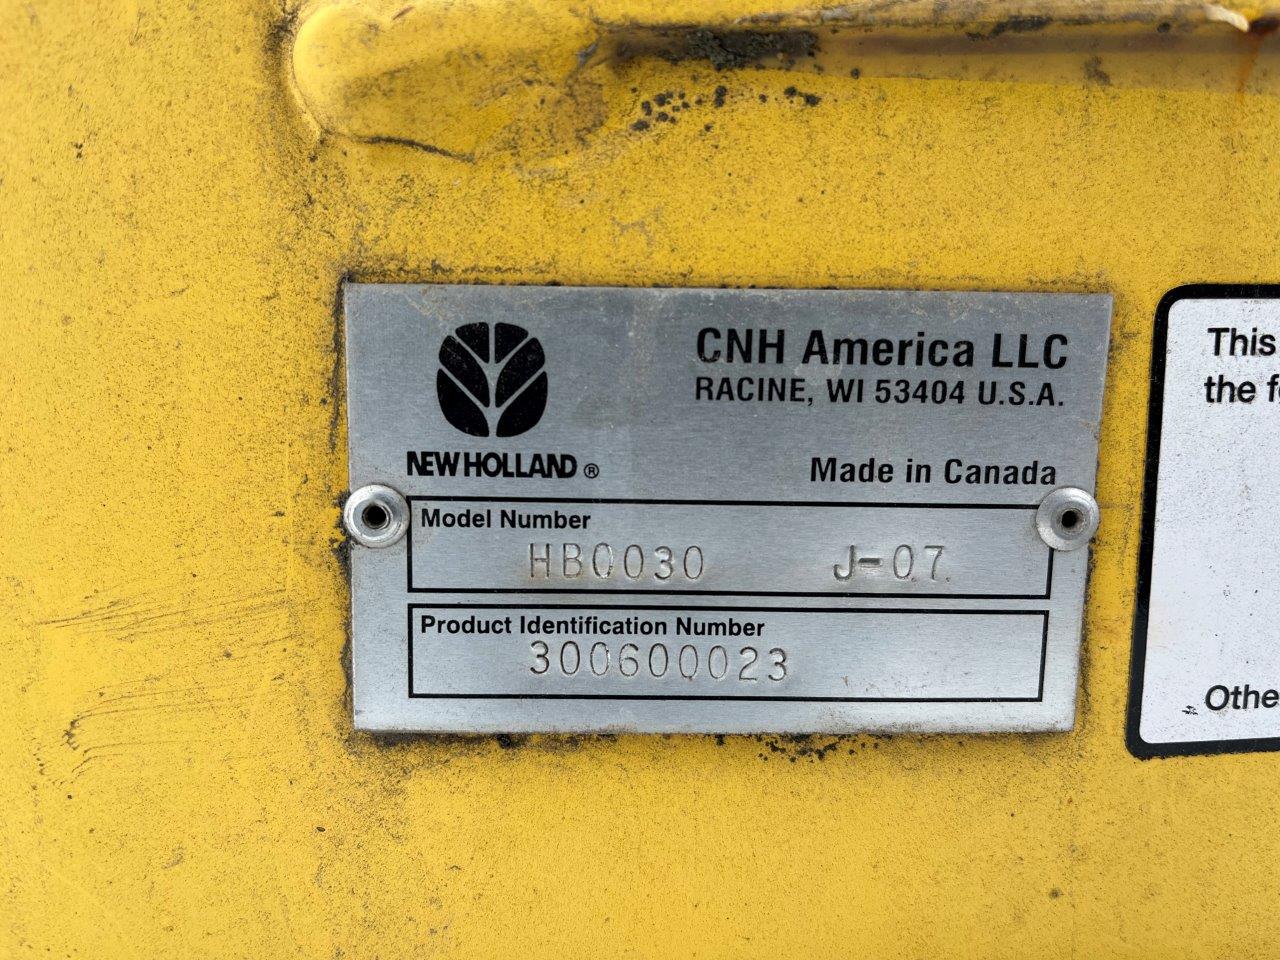 CNH America LLC
RACINE, WI 53404 U.S.A.
NEW HOLLAND ®
Made in Canada
Model Number
HB0030 J-07
Product Identification Number
300600023
This
the
Othe